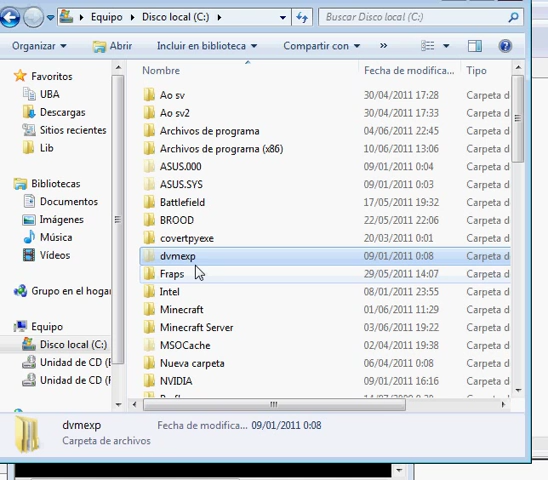 Equipo ▸ Disco local (C:) ▸
Buscar Disco local (C:)
Organizar Abrir Incluir en biblioteca Compartir con »
Favoritos
UBA
Descargas
Sitios recientes
Lib
Bibliotecas
Documentos
Imágenes
Música
Vídeos
Grupo en el hogar
Equipo
Disco local (C:)
Unidad de CD (
Unidad de CD (
Nombre Fecha de modifica... Tipo
Ao sv 30/04/2011 17:28 Carpeta d
Ao sv2 30/04/2011 17:33 Carpeta d
Archivos de programa 04/06/2011 22:45 Carpeta d
Archivos de programa (x86) 10/06/2011 13:06 Carpeta d
ASUS.000 09/01/2011 0:04 Carpeta d
ASUS.SYS 09/01/2011 0:03 Carpeta d
Battlefield 17/05/2011 19:32 Carpeta d
BROOD 22/05/2011 22:06 Carpeta d
covertpyexe 20/03/2011 0:01 Carpeta d
dvmexp 09/01/2011 0:08 Carpeta d
Fraps 29/05/2011 14:07 Carpeta d
Intel 08/01/2011 23:55 Carpeta d
Minecraft 01/06/2011 11:29 Carpeta d
Minecraft Server 03/06/2011 19:22 Carpeta d
MSOCache 02/04/2011 19:38 Carpeta d
Nueva carpeta 06/04/2011 0:08 Carpeta d
NVIDIA 09/01/2011 16:16 Carpeta d
dvmexp Fecha de modifica... 09/01/2011 0:08
Carpeta de archivos